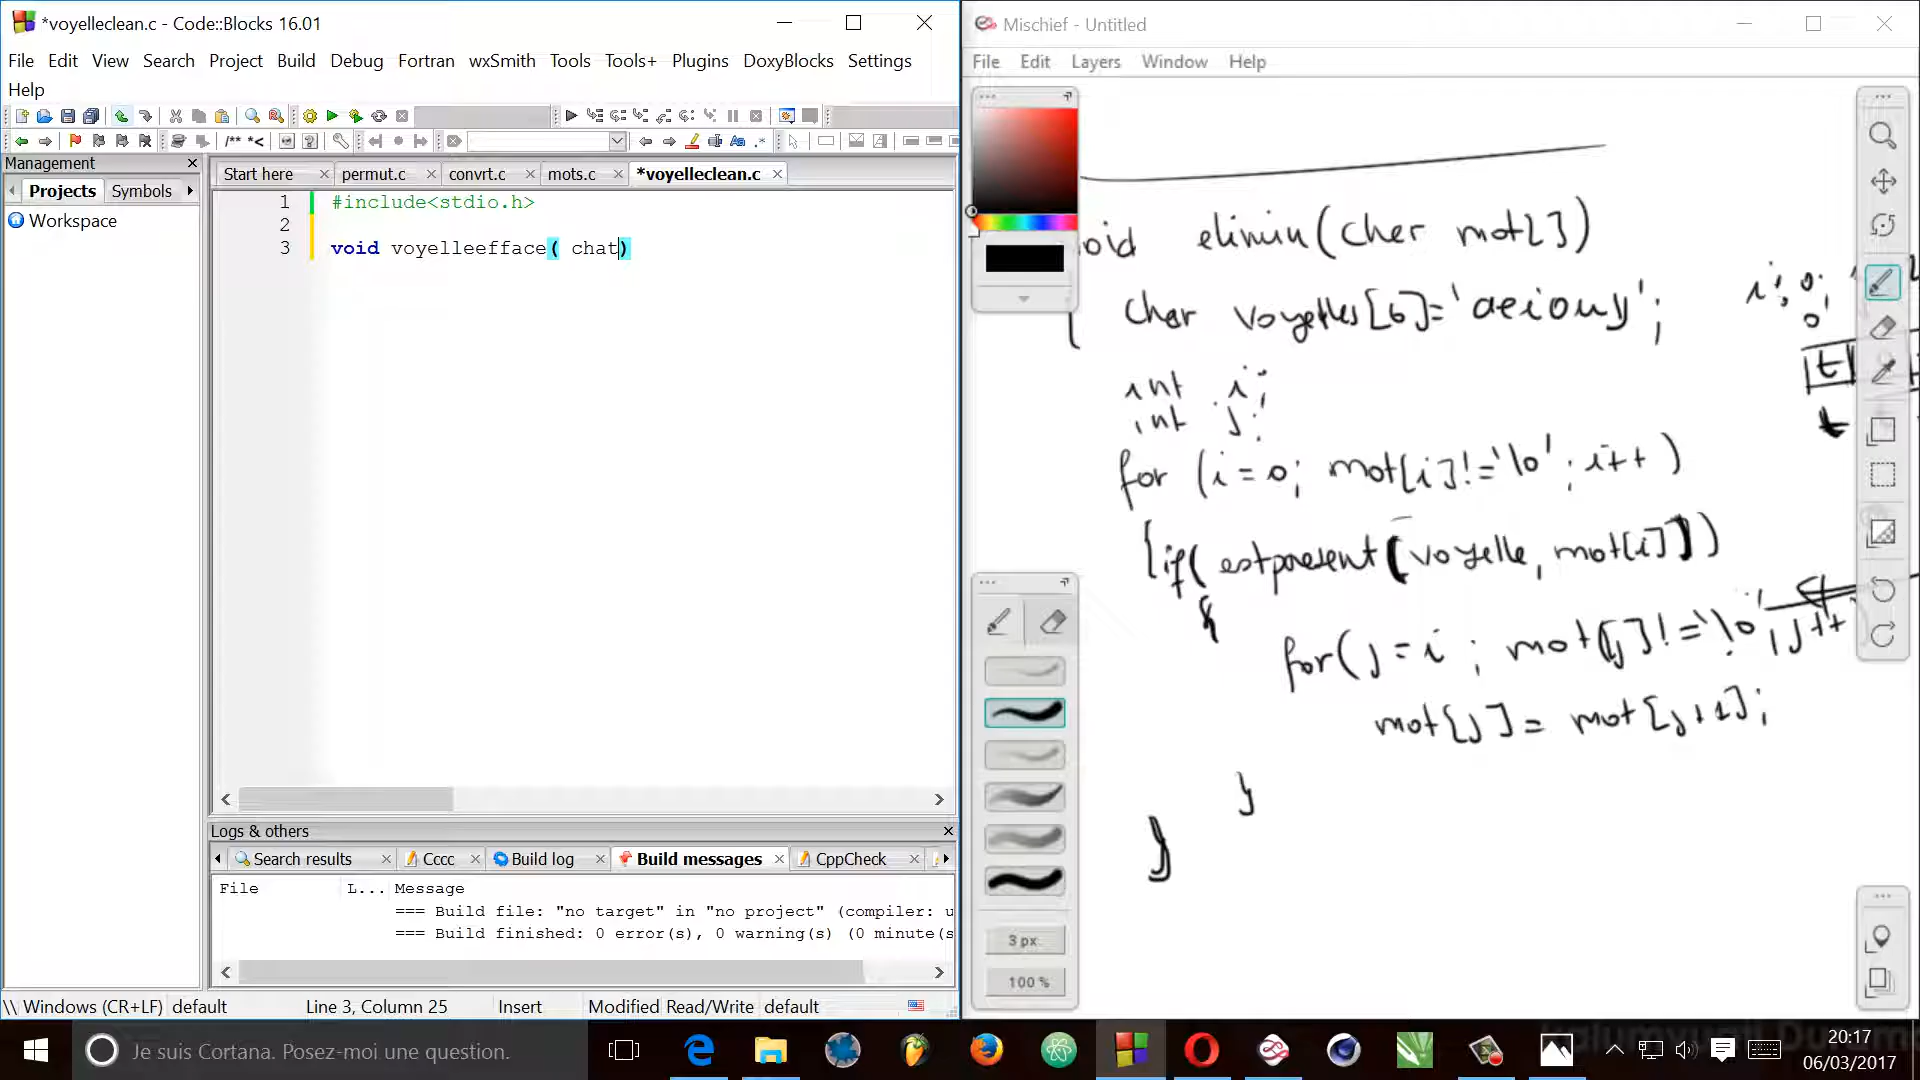 *voyelleclean.c - Code::Blocks 16.01
File Edit View Search Project Build Debug Fortran wxSmith Tools Tools+ Plugins DoxyBlocks Settings
Help
Management
Projects Symbols
Workspace
Start here permut.c convrt.c mots.c *voyelleclean.c
1 #include<stdio.h>
2
3 void voyelleefface( chat)
Logs & others
Search results Cccc Build log Build messages CppCheck
File L... Message
=== Build file: "no target" in "no project" (compiler: u
=== Build finished: 0 error(s), 0 warning(s) (0 minute(s
\\ Windows (CR+LF) default Line 3, Column 25 Insert Modified Read/Write default
Mischief - Untitled
File Edit Layers Window Help
oid elimin(char mot[])
{ char voyelles[6]='aeiouy';
int i;
int j;
for (i=0; mot[i]!='\0'; i++)
{if( estpresent(voyelle, mot[i]))
{
for(j=i ; mot[j]!='\0'; j++
mot[j]= mot[j+1];
}
}
i; 0;
0
t
t
3 px
100 %
Je suis Cortana. Posez-moi une question.
20:17
06/03/2017